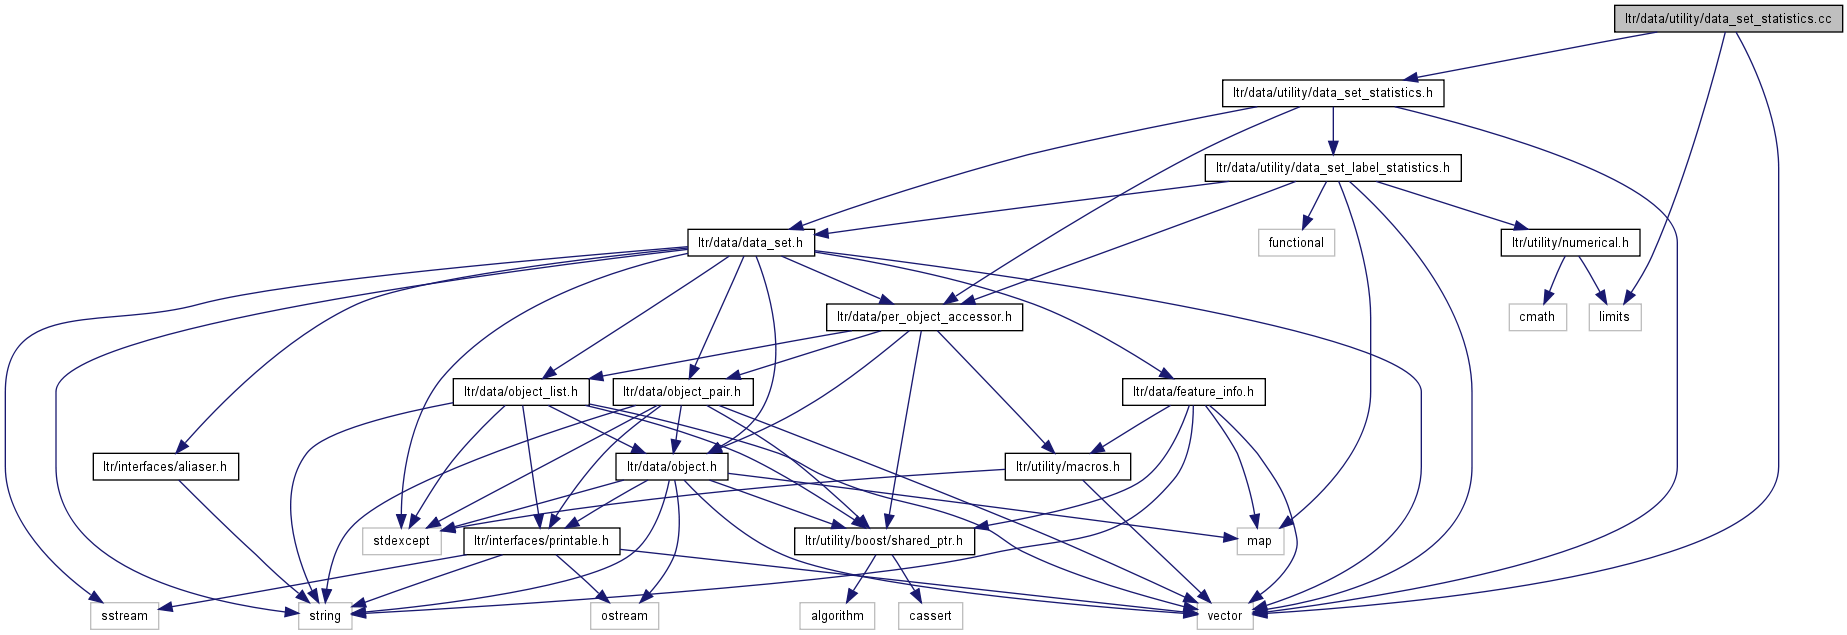 ltr/data/utility/data_set_statistics.cc
ltr/data/utility/data_set_statistics.h
ltr/data/utility/data_set_label_statistics.h
ltr/data/data_set.h
functional
ltr/utility/numerical.h
ltr/data/per_object_accessor.h
cmath
limits
ltr/data/object_list.h
ltr/data/object_pair.h
ltr/data/feature_info.h
ltr/interfaces/aliaser.h
ltr/data/object.h
ltr/utility/macros.h
stdexcept
ltr/interfaces/printable.h
ltr/utility/boost/shared_ptr.h
map
sstream
string
ostream
algorithm
cassert
vector